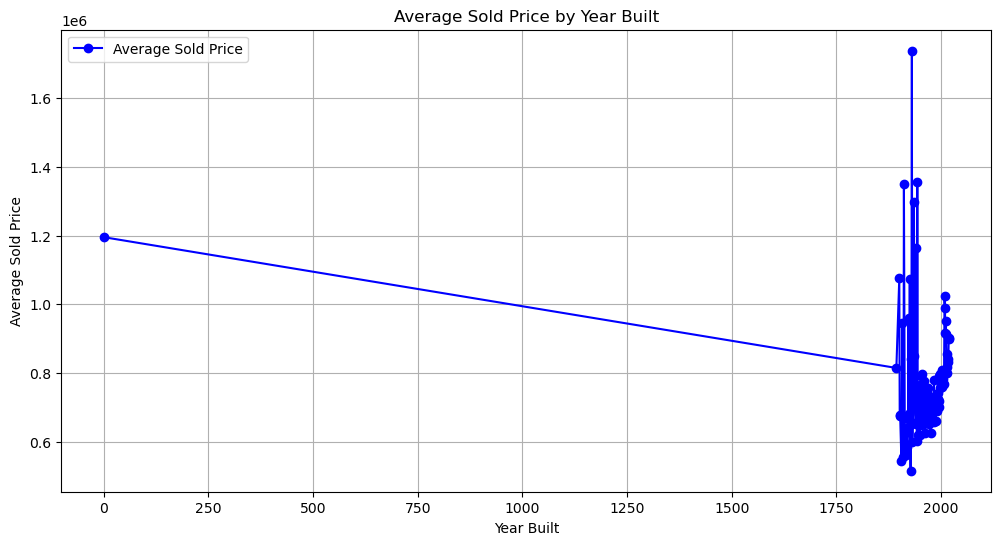 Average Sold Price by Year Built
1e6
Average Sold Price
1.6
1.4
1.2
1.0
0.8
0.6
Average Sold Price
0 250 500 750 1000 1250 1500 1750 2000
Year Built